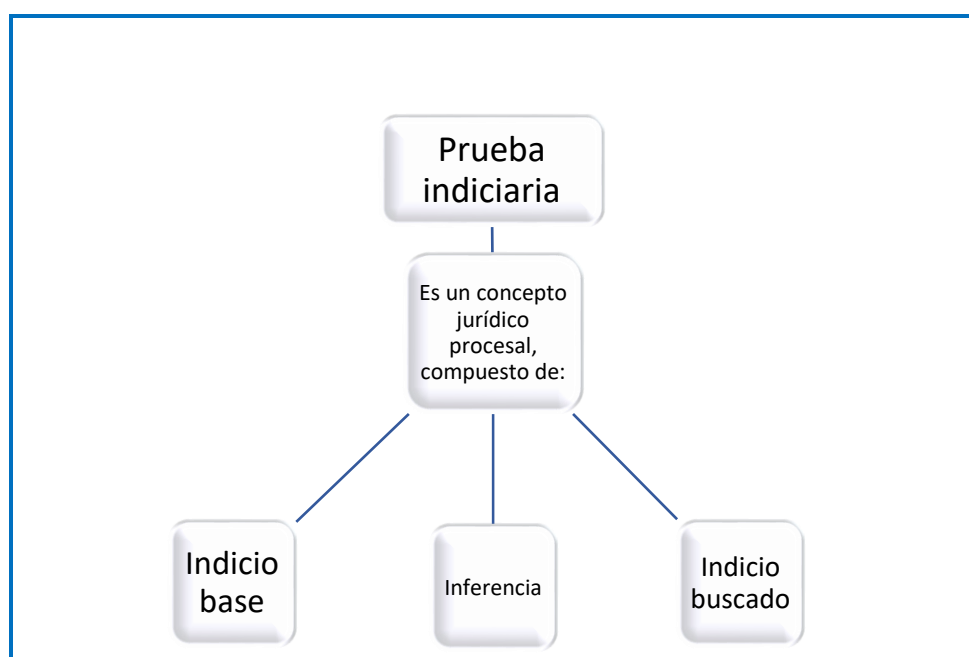 Prueba
indiciaria
Es un concepto
jurídico
procesal,
compuesto de:
Indicio
base
Inferencia
Indicio
buscado